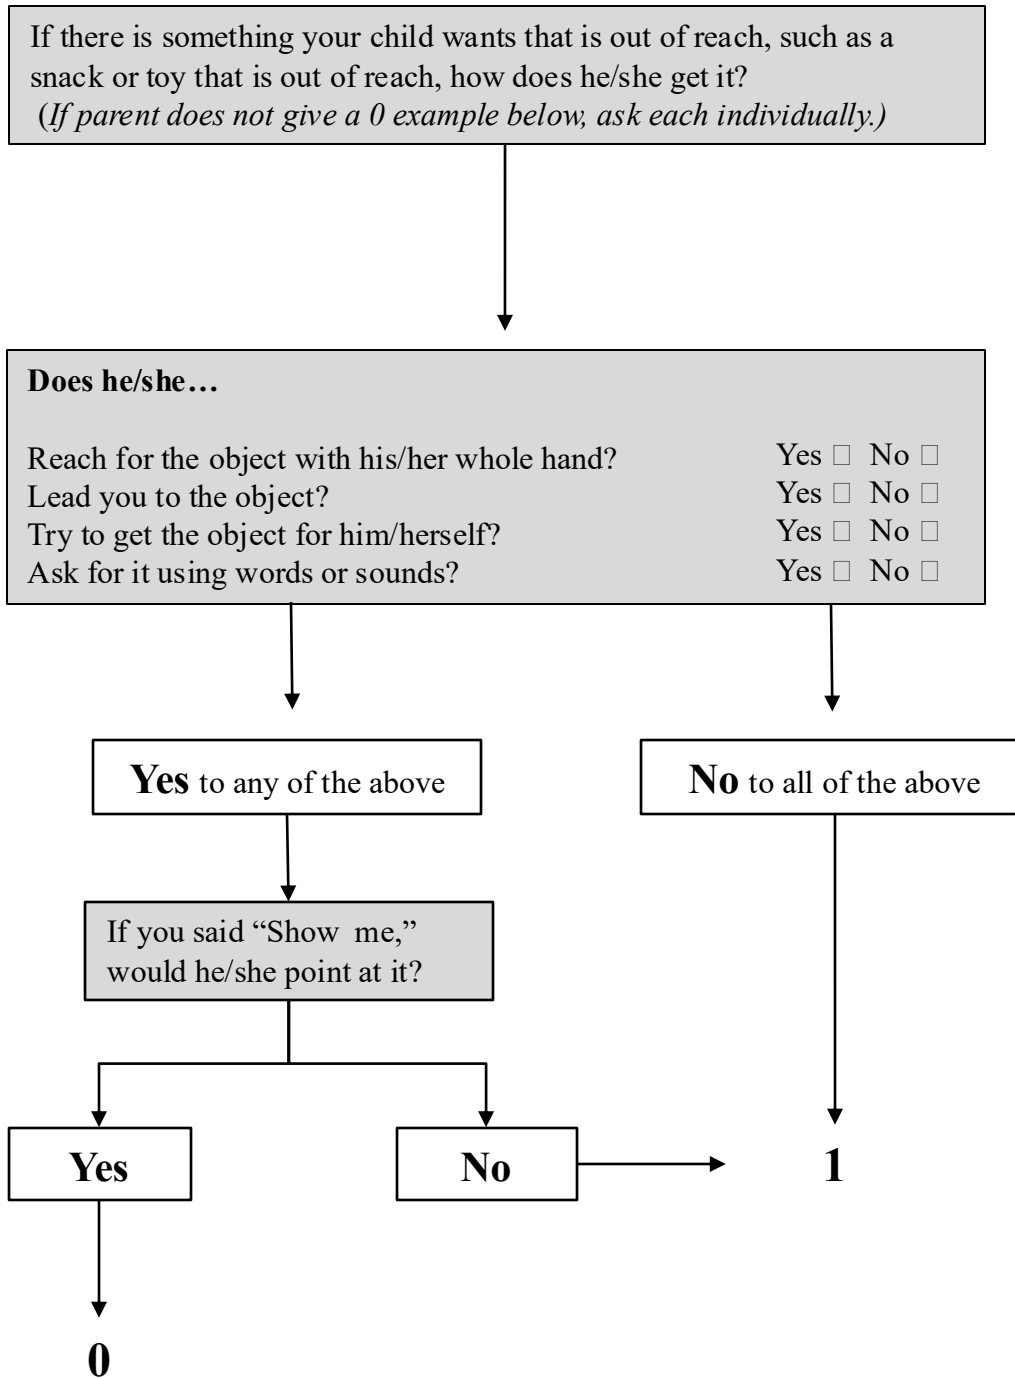 If there is something your child wants that is out of reach, such as a
snack or toy that is out of reach, how does he/she get it?
(If parent does not give a 0 example below, ask each individually.)
Does he/she…
Reach for the object with his/her whole hand? Yes □ No □
Lead you to the object? Yes □ No □
Try to get the object for him/herself? Yes □ No □
Ask for it using words or sounds? Yes □ No □
Yes to any of the above
No to all of the above
If you said “Show me,”
would he/she point at it?
Yes
No
1
0